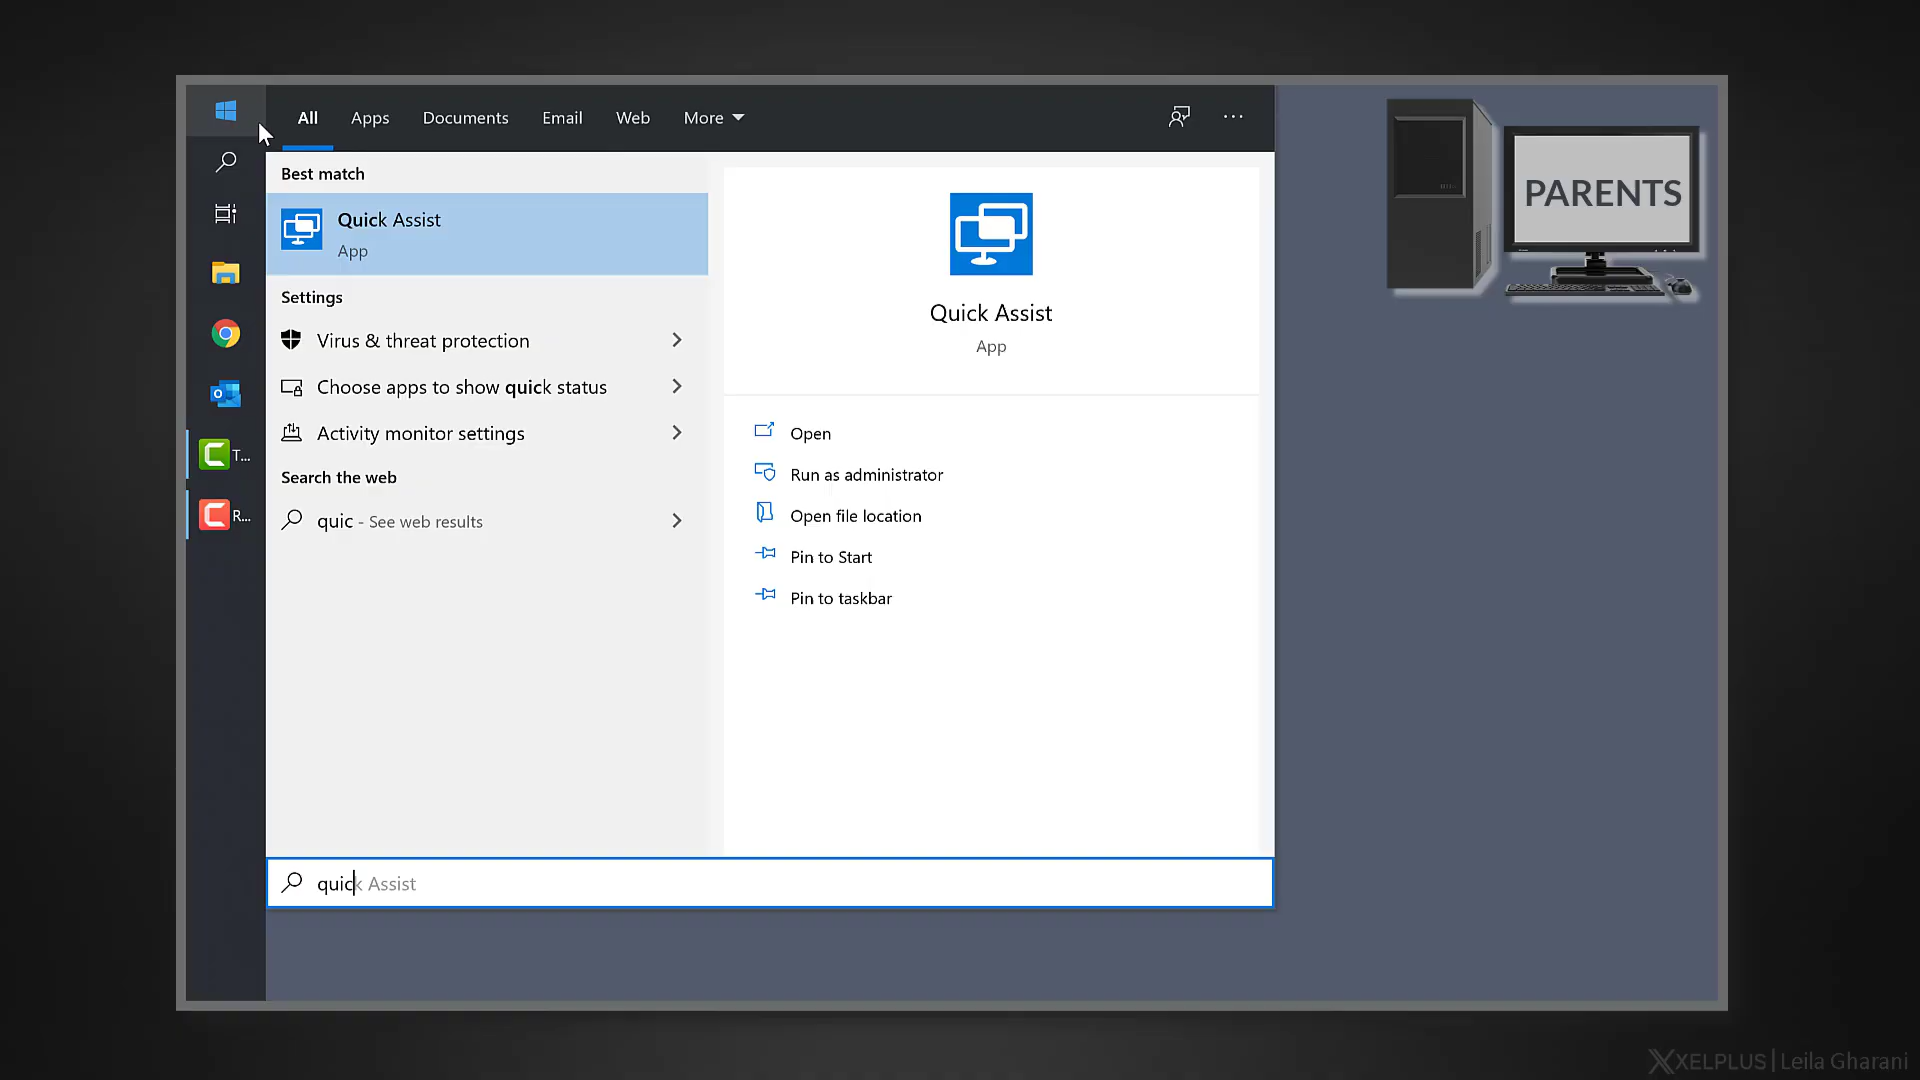 All Apps Documents Email Web More
Best match
Quick Assist
App
Settings
Virus & threat protection
Choose apps to show quick status
Activity monitor settings
Search the web
quic - See web results
Quick Assist
App
Open
Run as administrator
Open file location
Pin to Start
Pin to taskbar
quick Assist
T...
R...
PARENTS
XELPLUS | Leila Gharani